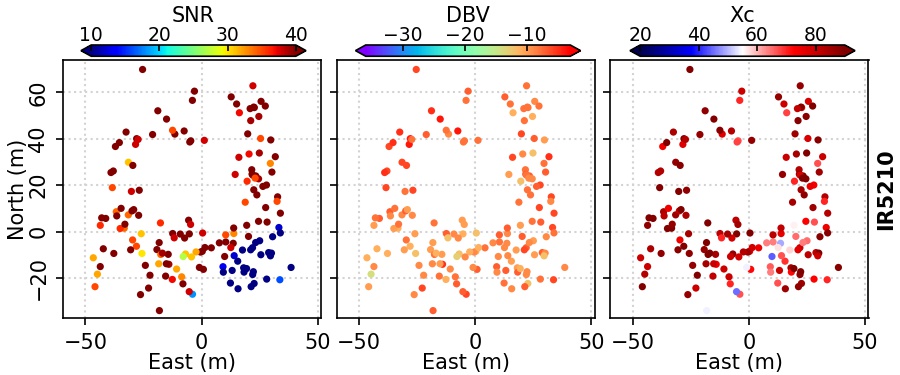 SNR DBV Xc
10 20 30 40 −30 −20 −10 20 40 60 80
60
40
20
0
−20
North (m)
IR5210
−50 0 50 −50 0 50 −50 0 50
East (m) East (m) East (m)